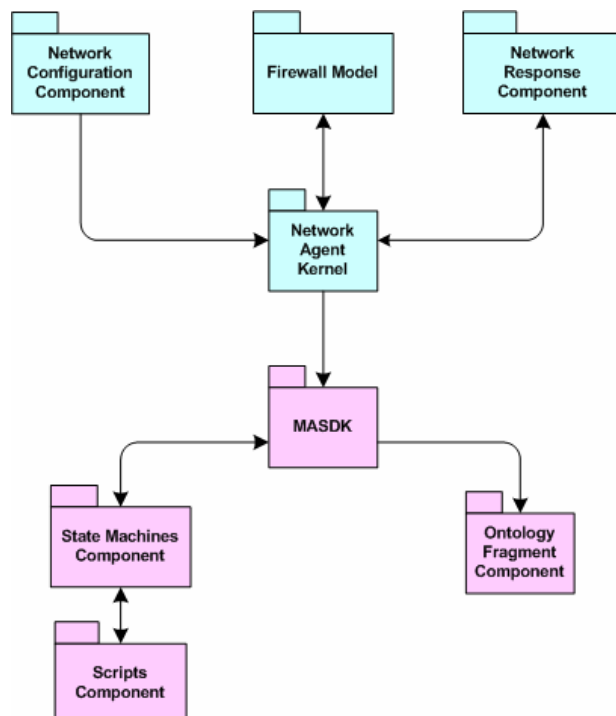 Network
Configuration
Component
Firewall Model
Network
Response
Component
Network
Agent
Kernel
MASDK
State Machines
Component
Ontology
Fragment
Component
Scripts
Component